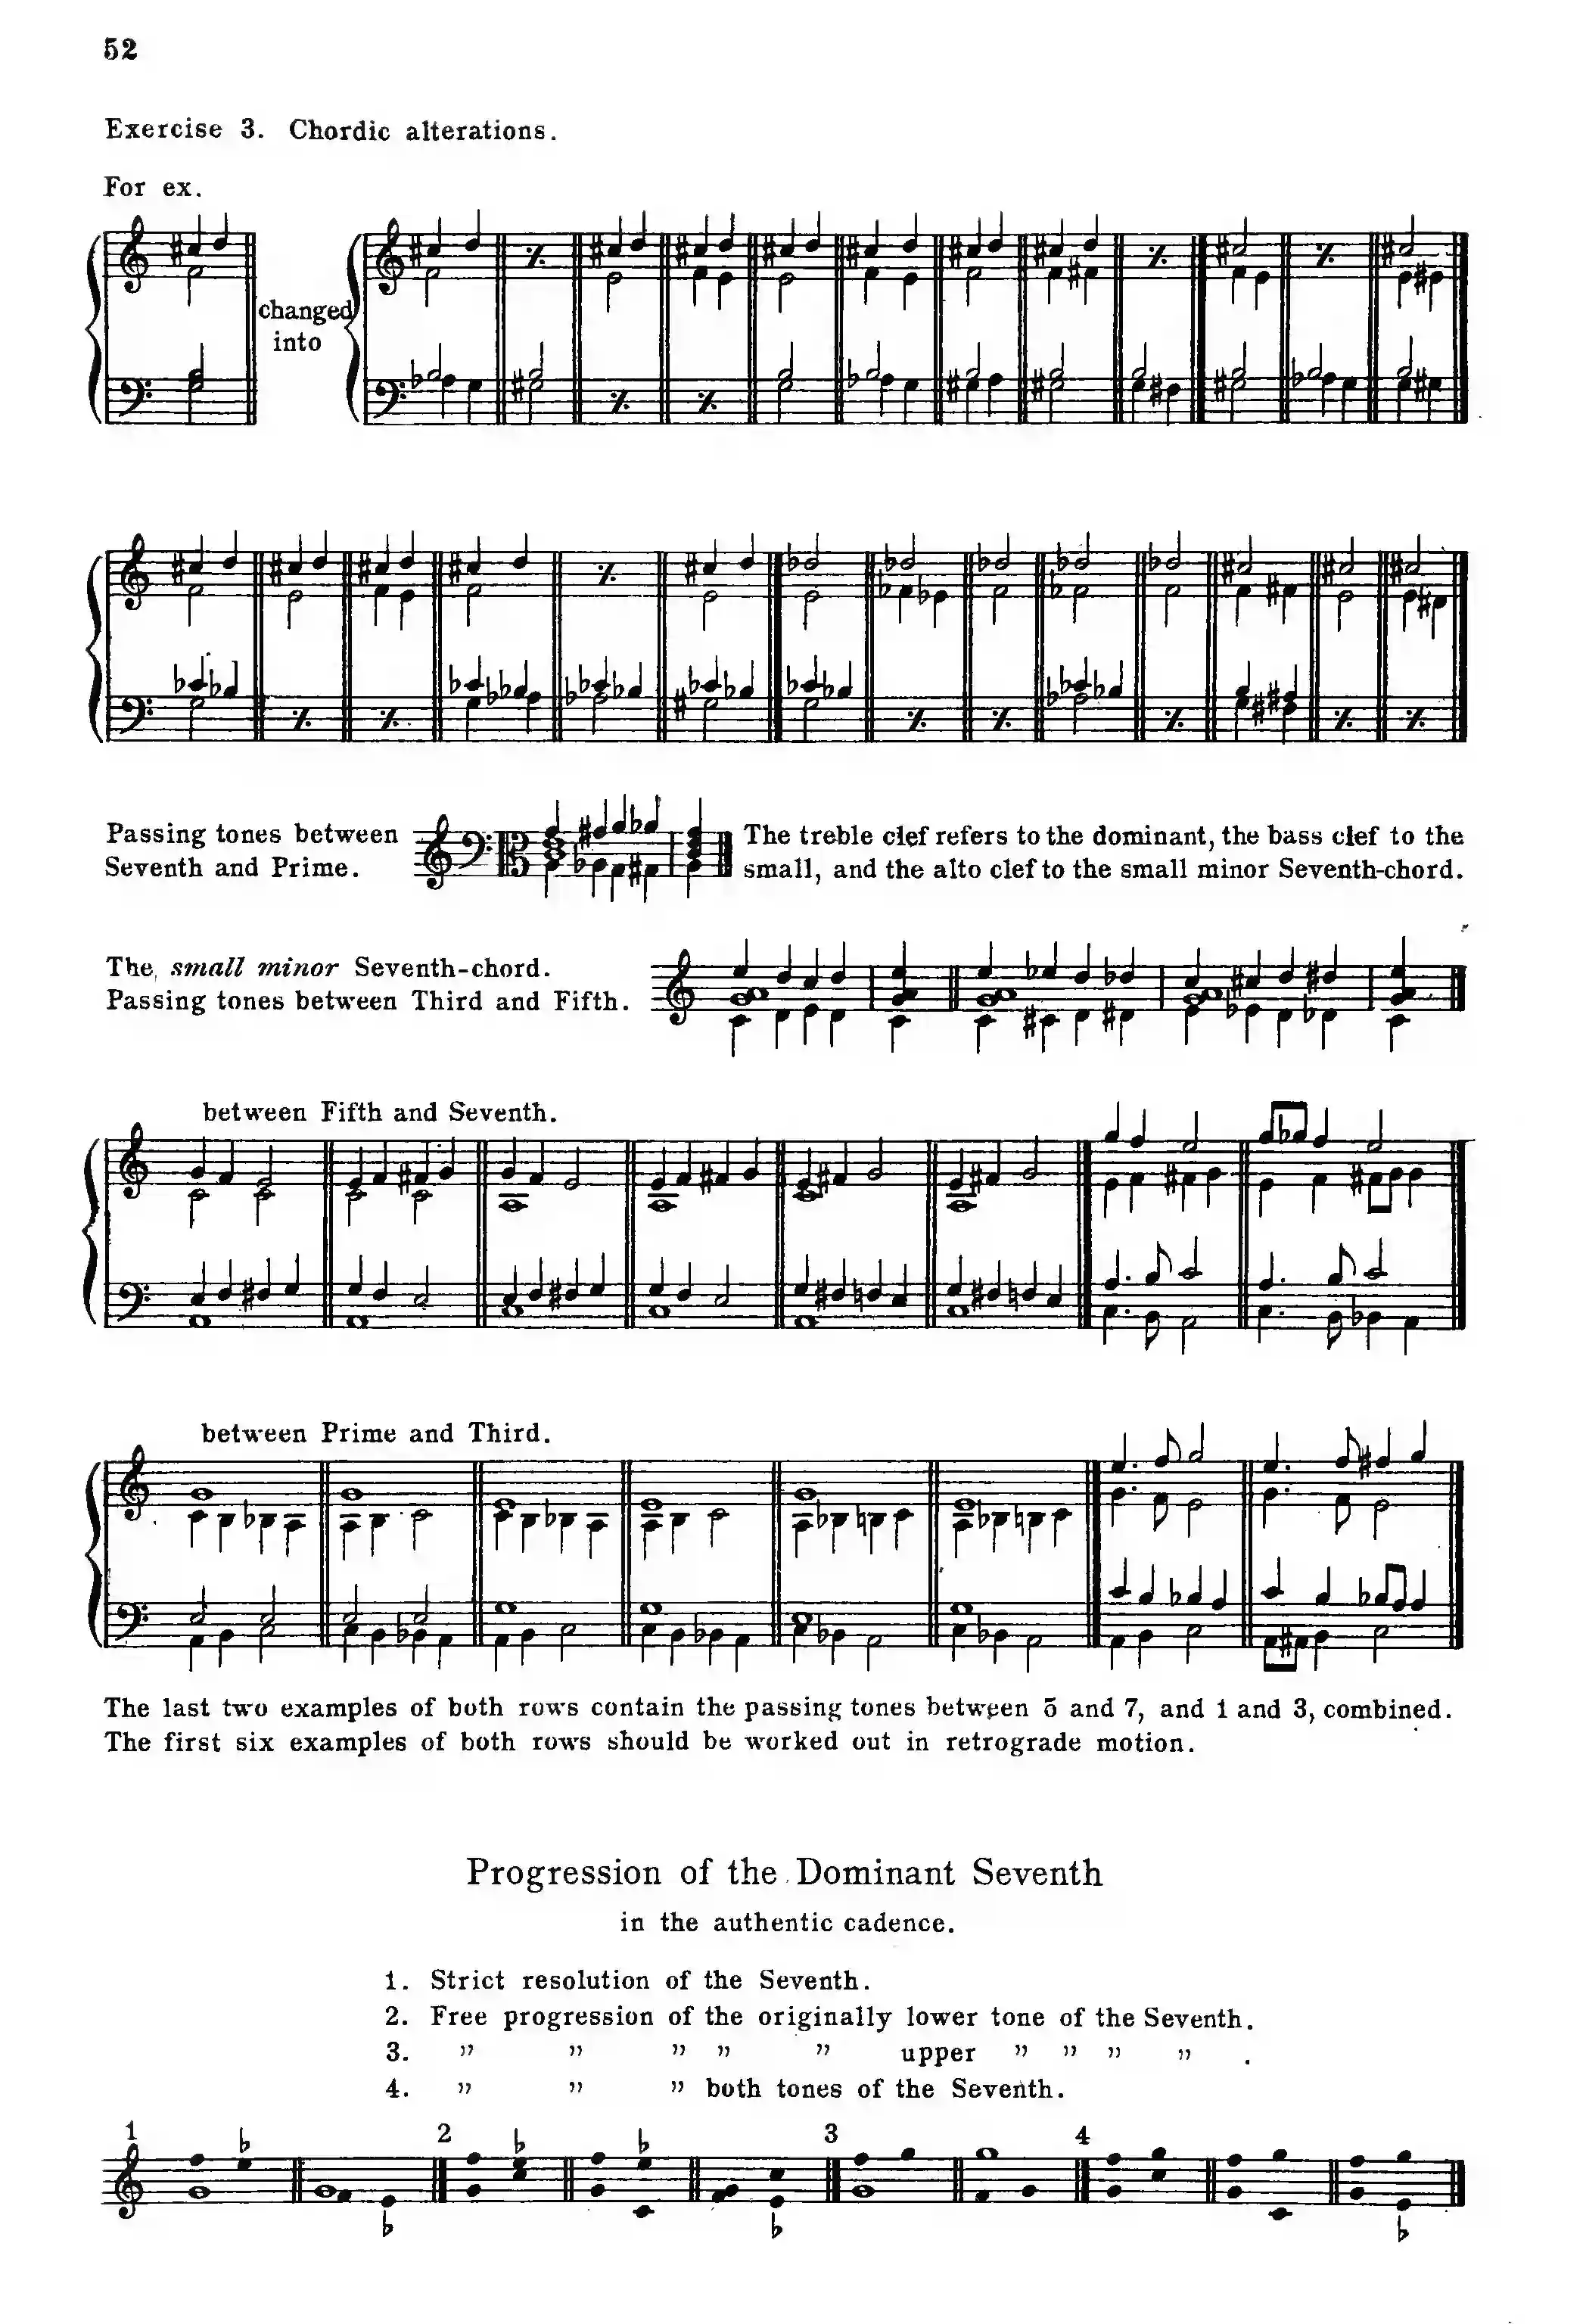 52
Exercise 3. Chordic alterations.
For ex.
changed
into
Passing tones between
Seventh and Prime.
The treble clef refers to the dominant, the bass clef to the
small, and the alto clef to the small minor Seventh-chord.
The small minor Seventh-chord.
Passing tones between Third and Fifth.
between Fifth and Seventh.
between Prime and Third.
The last two examples of both rows contain the passing tones between 5 and 7, and 1 and 3, combined.
The first six examples of both rows should be worked out in retrograde motion.
Progression of the Dominant Seventh
in the authentic cadence.
1. Strict resolution of the Seventh.
2. Free progression of the originally lower tone of the Seventh.
3. " " " " " upper " " " " .
4. " " " both tones of the Seventh.
1 2 3 4